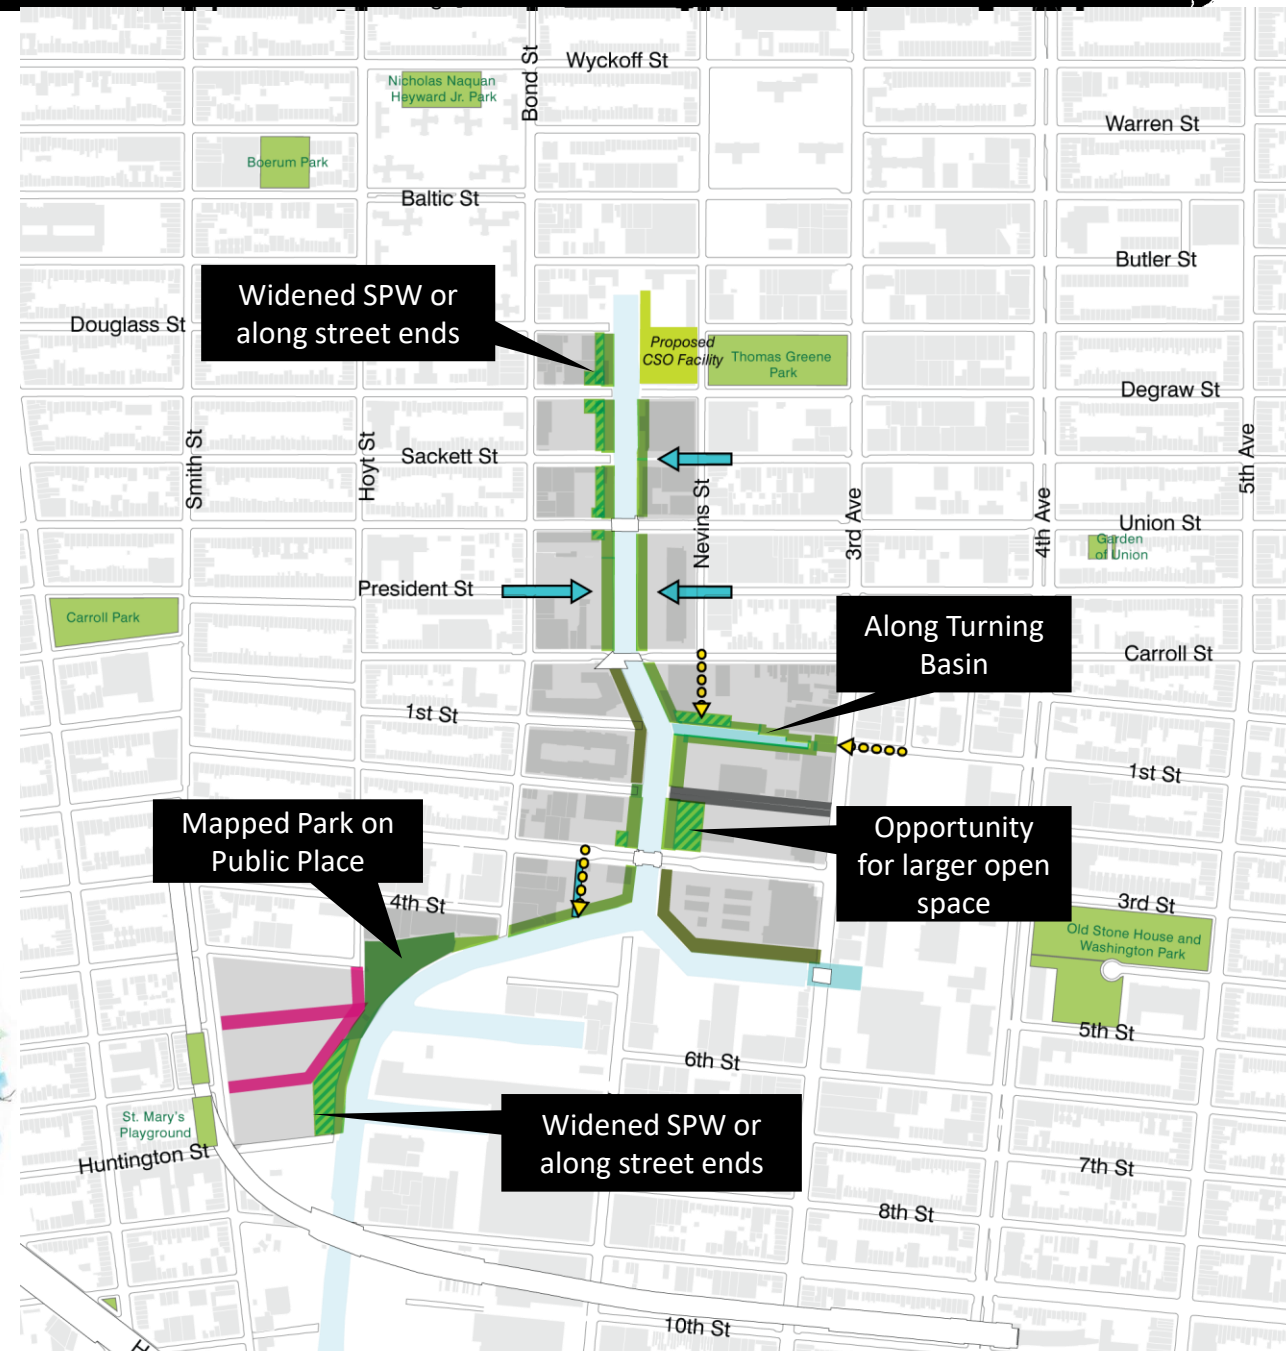 Wyckoff St
Bond St
Nicholas Naquan
Heyward Jr. Park
Warren St
Boerum Park
Baltic St
Butler St
Widened SPW or
along street ends
Douglass St
Proposed
CSO Facility
Thomas Greene
Park
Degraw St
Smith St
Hoyt St
Sackett St
5th Ave
Nevins St
3rd Ave
4th Ave
Union St
Garden
of Union
President St
Carroll Park
Along Turning
Basin
Carroll St
1st St
1st St
Mapped Park on
Public Place
Opportunity
for larger open
space
4th St
3rd St
Old Stone House and
Washington Park
5th St
6th St
St. Mary's
Playground
Widened SPW or
along street ends
Huntington St
7th St
8th St
10th St